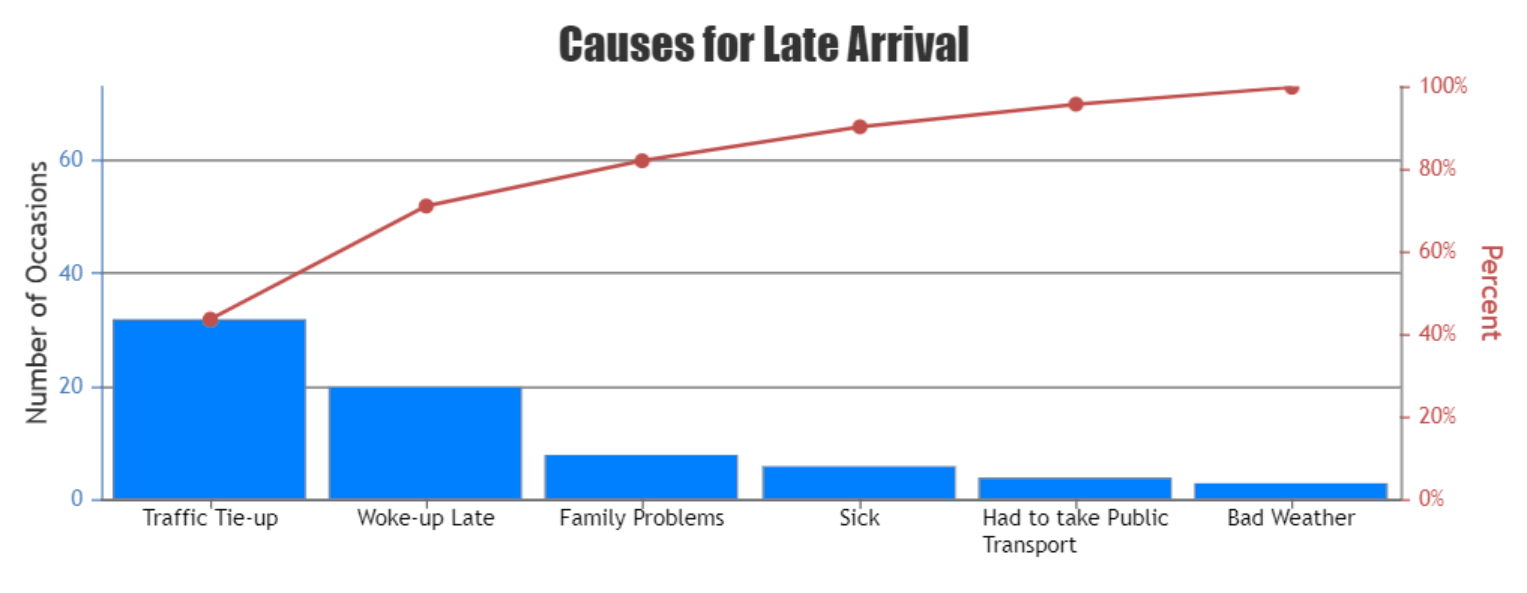 Causes for Late Arrival
Number of Occasions
60
40
20
0
100%
80%
60%
40%
20%
0%
Percent
Traffic Tie-up
Woke-up Late
Family Problems
Sick
Had to take Public
Transport
Bad Weather